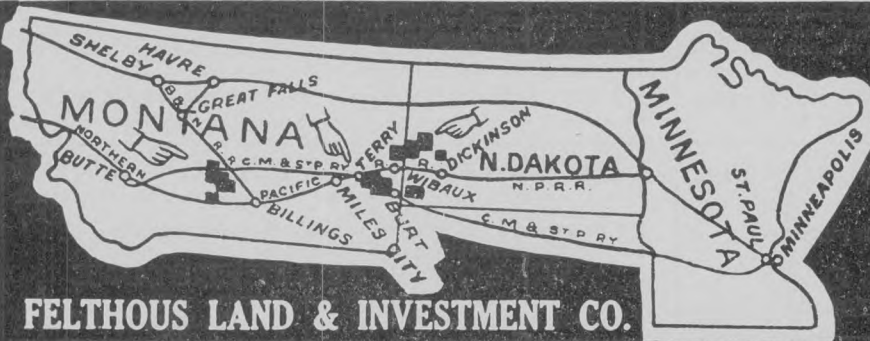 SHELBY
HAVRE
GREAT FALLS
B & N R R
MONTANA
NORTHERN
BUTTE
C. M. & ST P RY
PACIFIC
BILLINGS
MILES
CITY
TERRY
WIBAUX
BURT
DICKINSON
N. DAKOTA
N. P. R. R.
C. M & ST P RY
MINNESOTA
ST. PAUL
MINNEAPOLIS
FELTHOUS LAND & INVESTMENT CO.